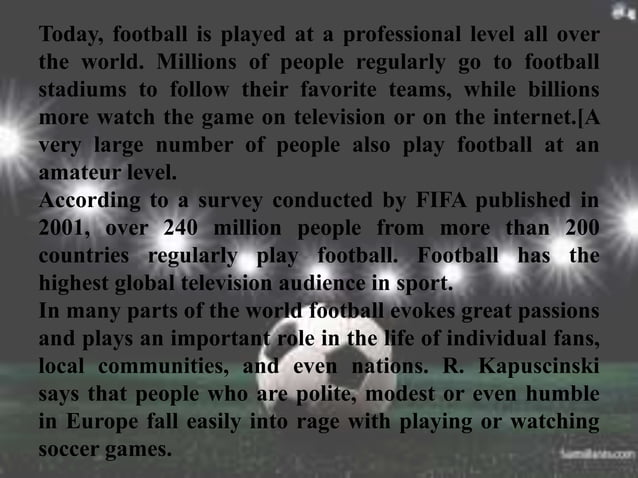 Today, football is played at a professional level all over
the world. Millions of people regularly go to football
stadiums to follow their favorite teams, while billions
more watch the game on television or on the internet.[A
very large number of people also play football at an
amateur level.
According to a survey conducted by FIFA published in
2001, over 240 million people from more than 200
countries regularly play football. Football has the
highest global television audience in sport.
In many parts of the world football evokes great passions
and plays an important role in the life of individual fans,
local communities, and even nations. R. Kapuscinski
says that people who are polite, modest or even humble
in Europe fall easily into rage with playing or watching
soccer games.